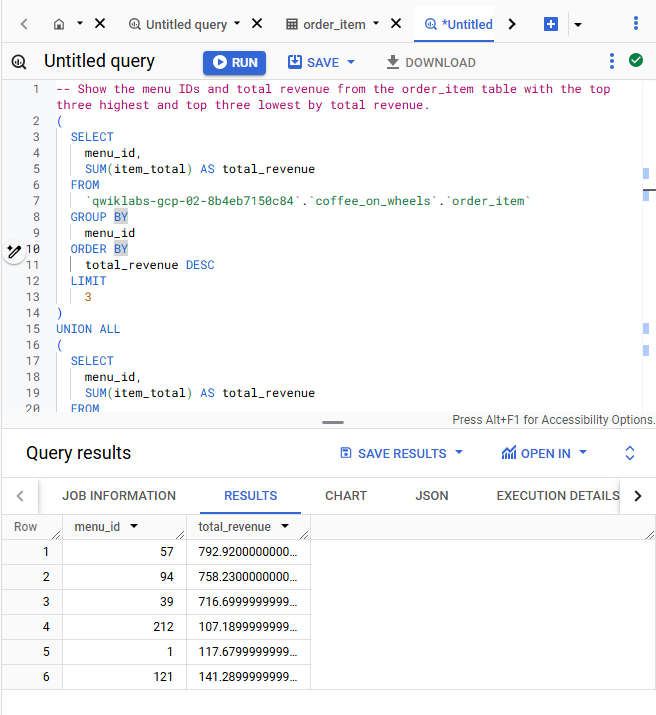 Untitled query
order_item
*Untitled
Untitled query
RUN
SAVE
DOWNLOAD
1 -- Show the menu IDs and total revenue from the order_item table with the top
three highest and top three lowest by total revenue.
2 (
3 SELECT
4 menu_id,
5 SUM(item_total) AS total_revenue
6 FROM
7 `qwiklabs-gcp-02-8b4eb7150c84`.`coffee_on_wheels`.`order_item`
8 GROUP BY
9 menu_id
10 ORDER BY
11 total_revenue DESC
12 LIMIT
13 3
14 )
15 UNION ALL
16 (
17 SELECT
18 menu_id,
19 SUM(item_total) AS total_revenue
20 FROM
Press Alt+F1 for Accessibility Options.
Query results
SAVE RESULTS
OPEN IN
JOB INFORMATION RESULTS CHART JSON EXECUTION DETAILS
Row menu_id total_revenue
1 57 792.9200000000...
2 94 758.2300000000...
3 39 716.6999999999...
4 212 107.1899999999...
5 1 117.6799999999...
6 121 141.2899999999...